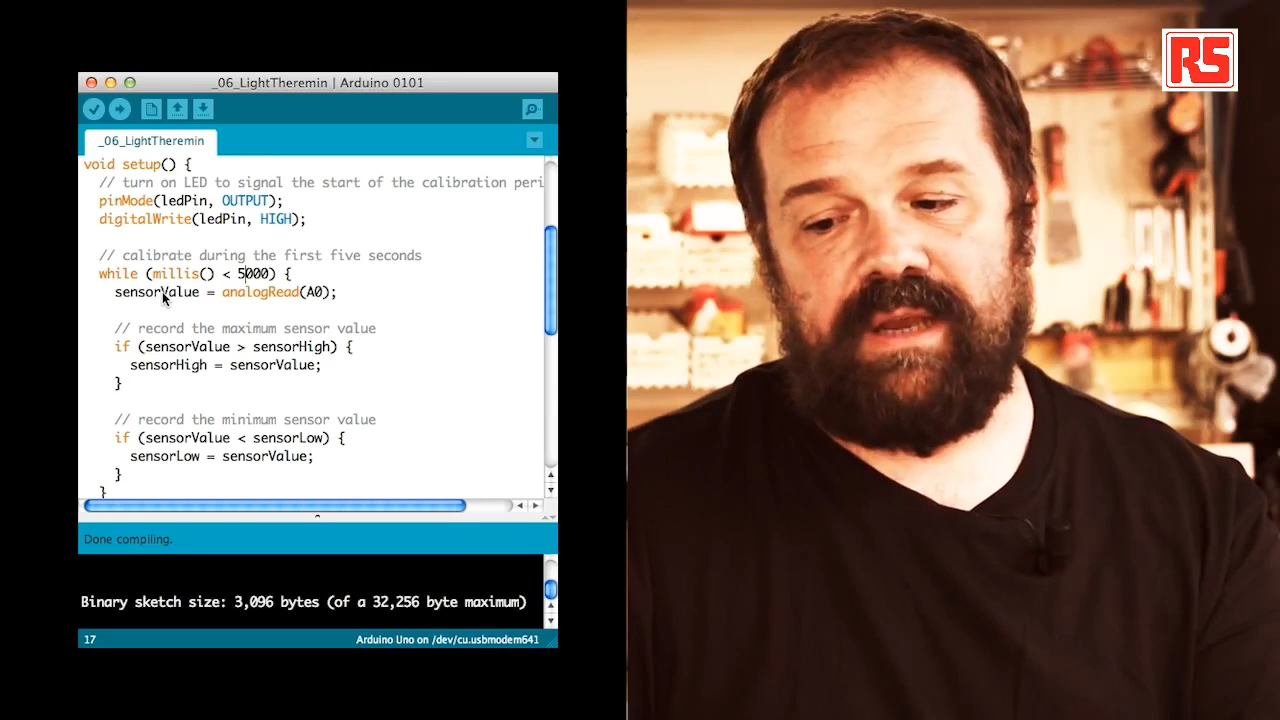 _06_LightTheremin | Arduino 0101
_06_LightTheremin
void setup() {
// turn on LED to signal the start of the calibration peri
pinMode(ledPin, OUTPUT);
digitalWrite(ledPin, HIGH);
// calibrate during the first five seconds
while (millis() < 5000) {
sensorValue = analogRead(A0);
// record the maximum sensor value
if (sensorValue > sensorHigh) {
sensorHigh = sensorValue;
}
// record the minimum sensor value
if (sensorValue < sensorLow) {
sensorLow = sensorValue;
}
}
Done compiling.
Binary sketch size: 3,096 bytes (of a 32,256 byte maximum)
17
Arduino Uno on /dev/cu.usbmodem641
RS